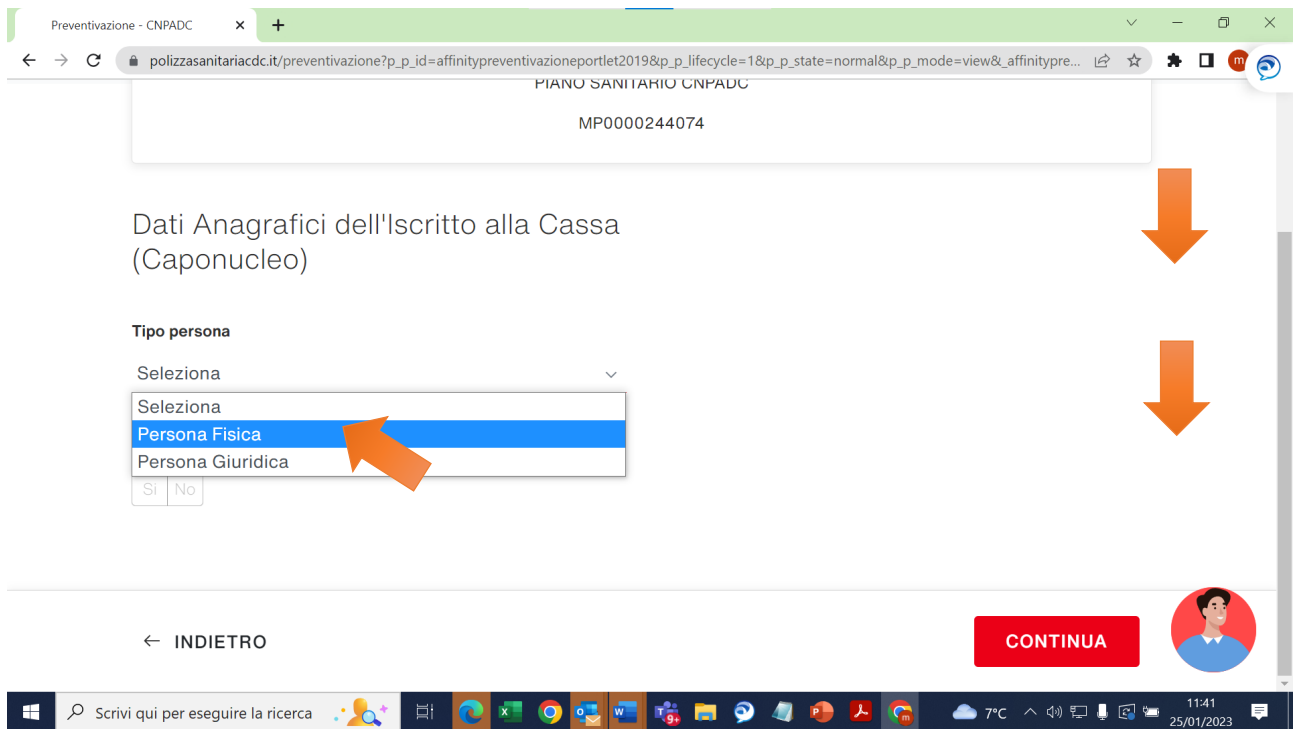 Preventivazione - CNPADC
polizzasanitariacdc.it/preventivazione?p_p_id=affinitypreventivazioneportlet2019&p_p_lifecycle=1&p_p_state=normal&p_p_mode=view&_affinitypre...
m
PIANO SANITARIO CNPADC
MP0000244074
Dati Anagrafici dell'Iscritto alla Cassa
(Caponucleo)
Tipo persona
Seleziona
Seleziona
Persona Fisica
Persona Giuridica
Si No
← INDIETRO
CONTINUA
Scrivi qui per eseguire la ricerca
9+
7°C
11:41
25/01/2023